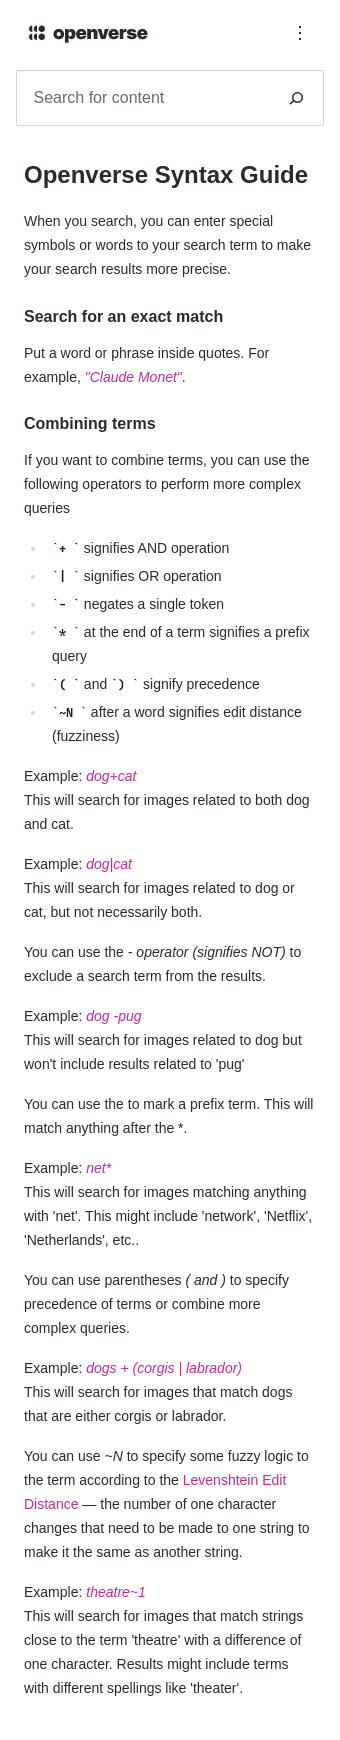 openverse
Search for content
Openverse Syntax Guide
When you search, you can enter special
symbols or words to your search term to make
your search results more precise.
Search for an exact match
Put a word or phrase inside quotes. For
example, "Claude Monet".
Combining terms
If you want to combine terms, you can use the
following operators to perform more complex
queries
`+ ` signifies AND operation
`| ` signifies OR operation
`- ` negates a single token
`* ` at the end of a term signifies a prefix
query
`( ` and `) ` signify precedence
`~N ` after a word signifies edit distance
(fuzziness)
Example: dog+cat
This will search for images related to both dog
and cat.
Example: dog|cat
This will search for images related to dog or
cat, but not necessarily both.
You can use the - operator (signifies NOT) to
exclude a search term from the results.
Example: dog -pug
This will search for images related to dog but
won't include results related to 'pug'
You can use the to mark a prefix term. This will
match anything after the *.
Example: net*
This will search for images matching anything
with 'net'. This might include 'network', 'Netflix',
'Netherlands', etc..
You can use parentheses ( and ) to specify
precedence of terms or combine more
complex queries.
Example: dogs + (corgis | labrador)
This will search for images that match dogs
that are either corgis or labrador.
You can use ~N to specify some fuzzy logic to
the term according to the Levenshtein Edit
Distance — the number of one character
changes that need to be made to one string to
make it the same as another string.
Example: theatre~1
This will search for images that match strings
close to the term 'theatre' with a difference of
one character. Results might include terms
with different spellings like 'theater'.